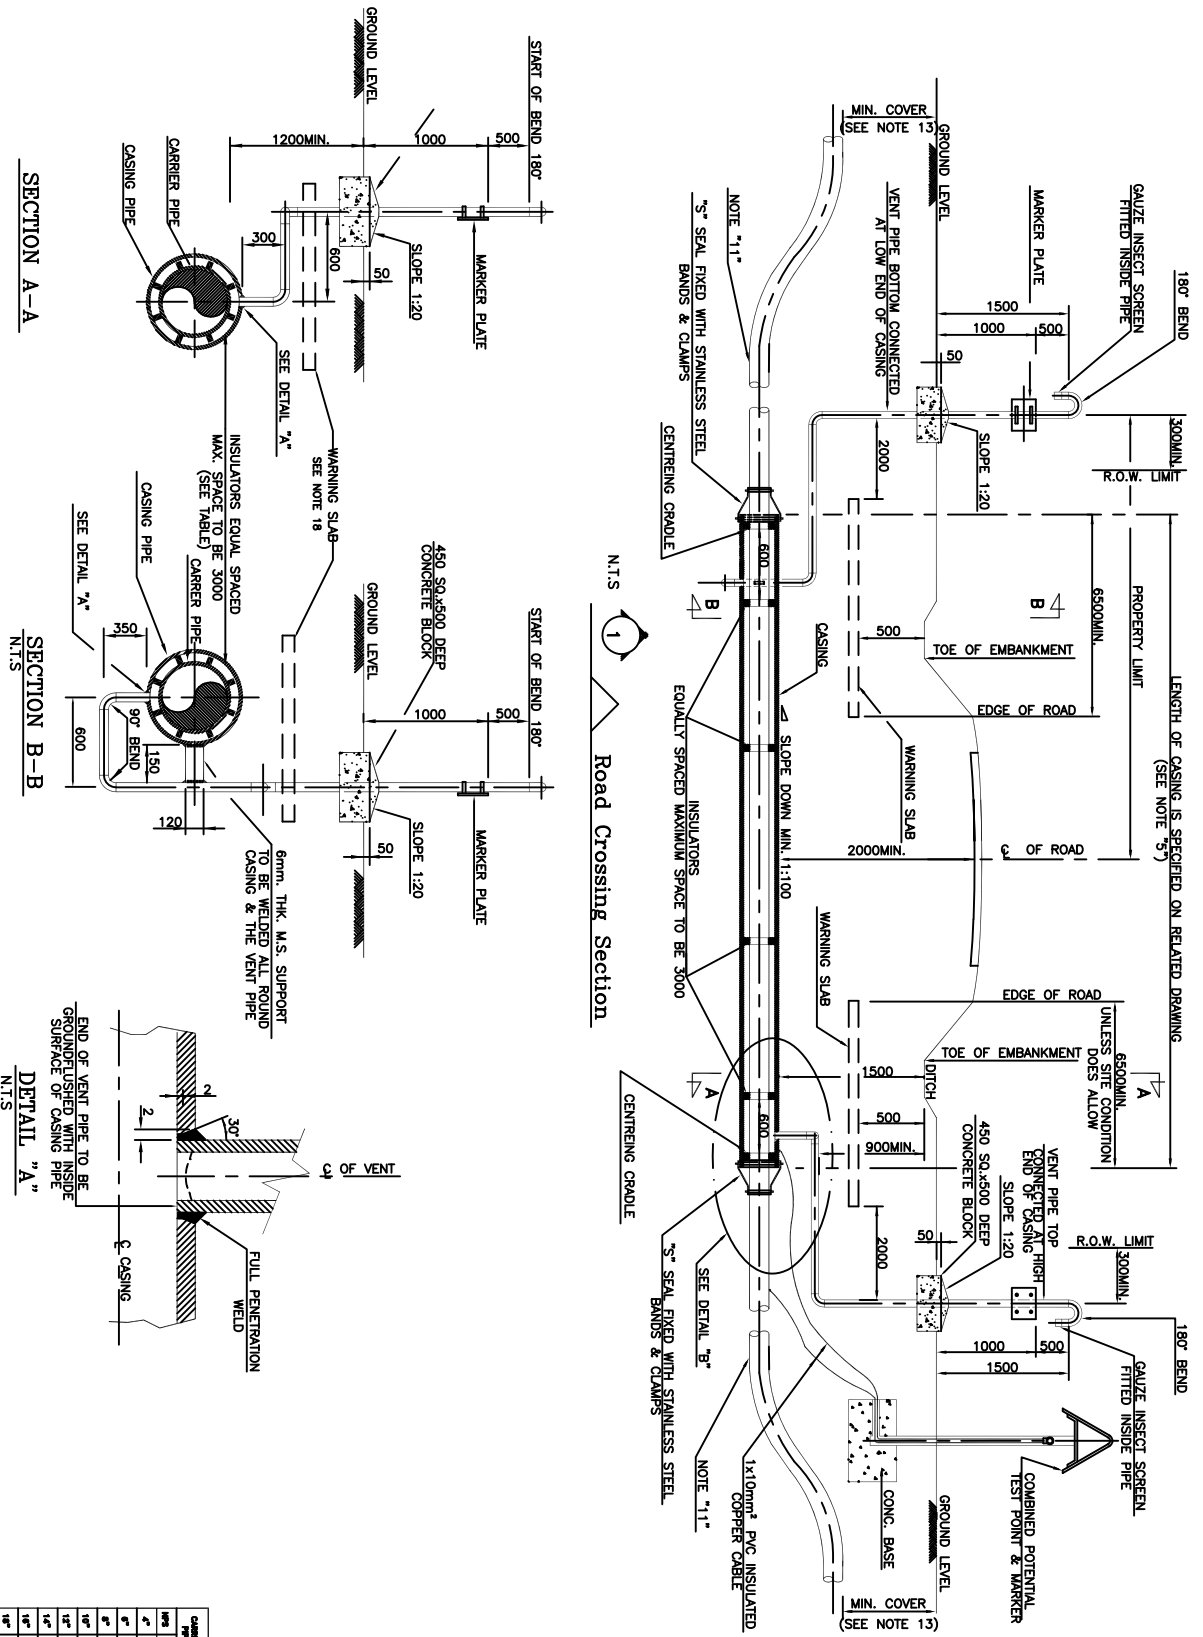 180° BEND
GAUZE INSECT SCREEN
FITTED INSIDE PIPE
MARKER PLATE
1500
1000
500
300MIN.
R.O.W. LIMIT
GROUND LEVEL
MIN. COVER
(SEE NOTE 13)
VENT PIPE BOTTOM CONNECTED
AT LOW END OF CASING
50
SLOPE 1:20
2000
NOTE "11"
"S" SEAL FIXED WITH STAINLESS STEEL
BANDS & CLAMPS
CENTREING CRADLE
600
LENGTH OF CASING IS SPECIFIED ON RELATED DRAWING
(SEE NOTE "5")
PROPERTY LIMIT
6500MIN.
B
B
500
TOE OF EMBANKMENT
EDGE OF ROAD
WARNING SLAB
CASING
SLOPE DOWN MIN. 1:100
INSULATORS
EQUALLY SPACED MAXIMUM SPACE TO BE 3000
2000MIN.
℄ OF ROAD
WARNING SLAB
EDGE OF ROAD
6500MIN.
UNLESS SITE CONDITION
DOES ALLOW
TOE OF EMBANKMENT
DITCH
1500
A
A
500
900MIN.
600
CENTREING CRADLE
450 SQ.x500 DEEP
CONCRETE BLOCK
SLOPE 1:20
VENT PIPE TOP
CONNECTED AT HIGH
END OF CASING
50
2000
R.O.W. LIMIT
300MIN.
180° BEND
GAUZE INSECT SCREEN
FITTED INSIDE PIPE
1000
500
1500
COMBINED POTENTIAL
TEST POINT & MARKER
GROUND LEVEL
CONC. BASE
1x10mm² PVC INSULATED
COPPER CABLE
SEE DETAIL "B"
"S" SEAL FIXED WITH STAINLESS STEEL
BANDS & CLAMPS
NOTE "11"
MIN. COVER
(SEE NOTE 13)
N.T.S
1
Road Crossing Section
START OF BEND 180°
GROUND LEVEL
1200MIN.
1000
500
MARKER PLATE
SLOPE 1:20
50
600
300
CARRIER PIPE
CASING PIPE
SEE DETAIL "A"
SECTION A-A
WARNING SLAB
SEE NOTE 18
INSULATORS EQUAL SPACED
MAX. SPACE TO BE 3000
(SEE TABLE)
START OF BEND 180°
GROUND LEVEL
450 SQ.x500 DEEP
CONCRETE BLOCK
1000
500
MARKER PLATE
SLOPE 1:20
50
CARRER PIPE
CASING PIPE
SEE DETAIL "A"
350
90° BEND
150
600
120
6mm. THK. M.S. SUPPORT
TO BE WELDED ALL ROUND
CASING & THE VENT PIPE
SECTION B-B
N.T.S
2
2
30°
℄ OF VENT
FULL PENETRATION
WELD
℄ CASING
END OF VENT PIPE TO BE
GROUNDFLUSHED WITH INSIDE
SURFACE OF CASING PIPE
DETAIL "A"
N.T.S
NPS
4"
6"
8"
10"
12"
14"
16"
18"